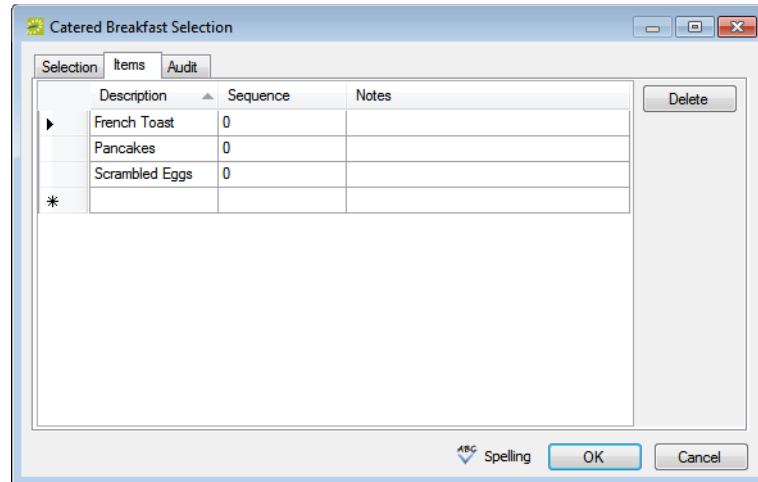 Catered Breakfast Selection
Selection Items Audit
Description Sequence Notes Delete
French Toast 0
Pancakes 0
Scrambled Eggs 0
ABC Spelling OK Cancel